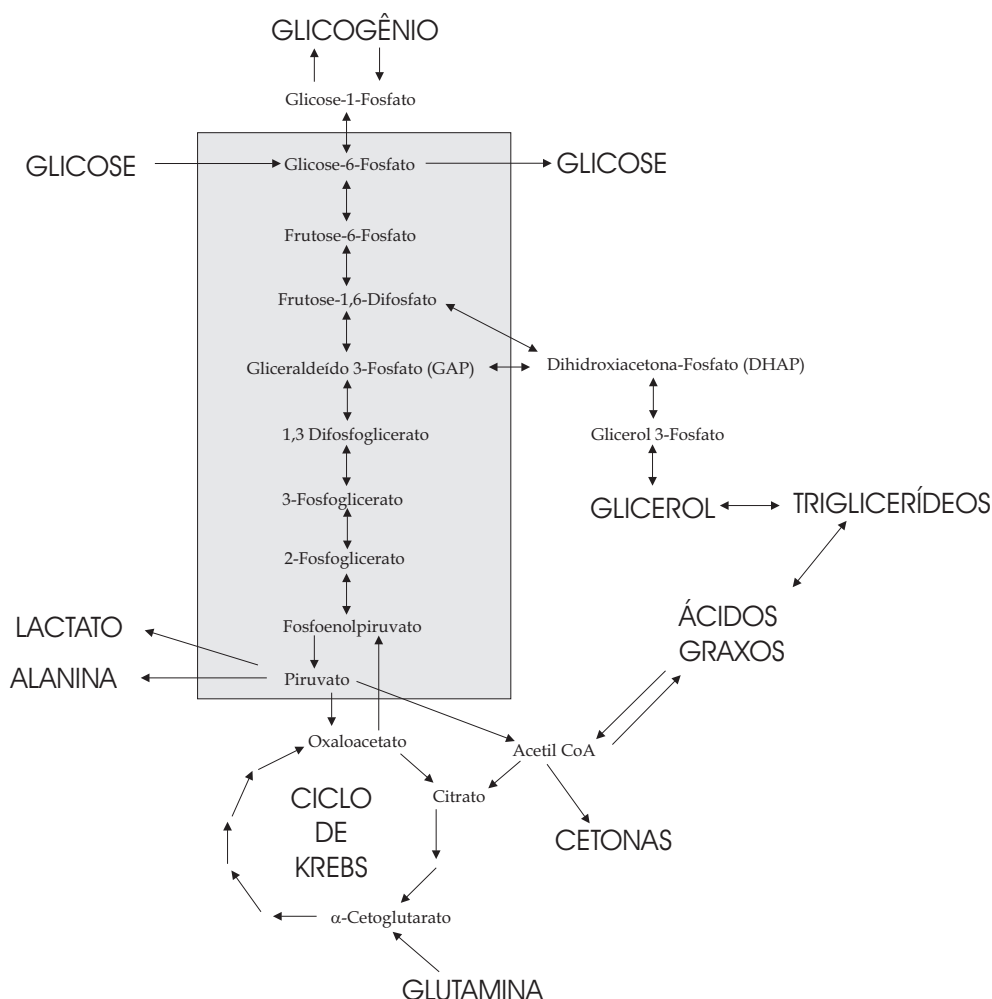 GLICOGÊNIO
Glicose-1-Fosfato
GLICOSE
Glicose-6-Fosfato
GLICOSE
Frutose-6-Fosfato
Frutose-1,6-Difosfato
Gliceraldeído 3-Fosfato (GAP)
Dihidroxiacetona-Fosfato (DHAP)
1,3 Difosfoglicerato
Glicerol 3-Fosfato
3-Fosfoglicerato
GLICEROL
TRIGLICERÍDEOS
2-Fosfoglicerato
Fosfoenolpiruvato
LACTATO
ÁCIDOS
GRAXOS
ALANINA
Piruvato
Oxaloacetato
Acetil CoA
Citrato
CICLO
DE
KREBS
CETONAS
α-Cetoglutarato
GLUTAMINA